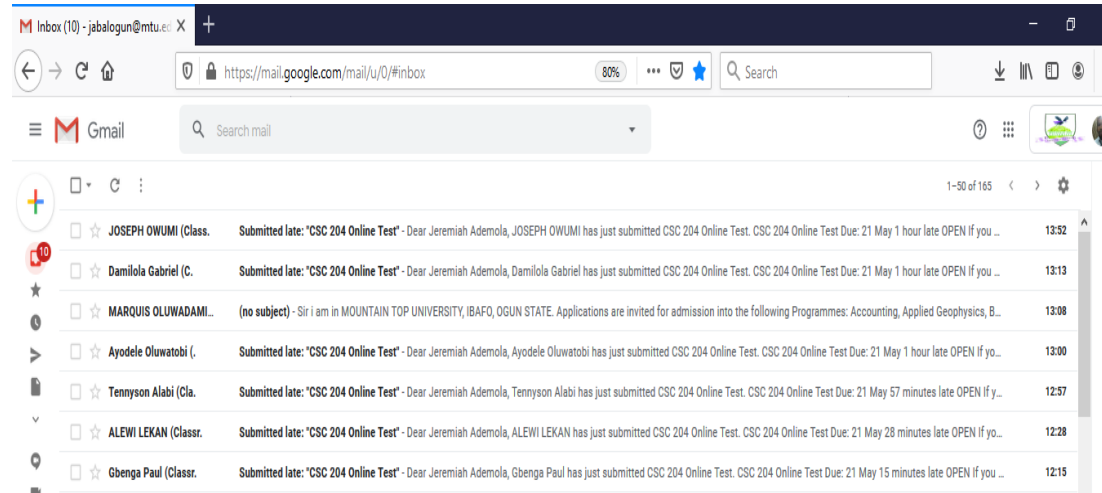 Inbox (10) - jabalogun@mtu.ed
https://mail.google.com/mail/u/0/#inbox 80% Search
Gmail Search mail
1–50 of 165
10
JOSEPH OWUMI (Class. Submitted late: "CSC 204 Online Test" - Dear Jeremiah Ademola, JOSEPH OWUMI has just submitted CSC 204 Online Test. CSC 204 Online Test Due: 21 May 1 hour late OPEN If you ... 13:52
Damilola Gabriel (C. Submitted late: "CSC 204 Online Test" - Dear Jeremiah Ademola, Damilola Gabriel has just submitted CSC 204 Online Test. CSC 204 Online Test Due: 21 May 1 hour late OPEN If you ... 13:13
MARQUIS OLUWADAMI... (no subject) - Sir i am in MOUNTAIN TOP UNIVERSITY, IBAFO, OGUN STATE. Applications are invited for admission into the following Programmes: Accounting, Applied Geophysics, B... 13:08
Ayodele Oluwatobi (. Submitted late: "CSC 204 Online Test" - Dear Jeremiah Ademola, Ayodele Oluwatobi has just submitted CSC 204 Online Test. CSC 204 Online Test Due: 21 May 1 hour late OPEN If yo... 13:00
Tennyson Alabi (Cla. Submitted late: "CSC 204 Online Test" - Dear Jeremiah Ademola, Tennyson Alabi has just submitted CSC 204 Online Test. CSC 204 Online Test Due: 21 May 57 minutes late OPEN If y... 12:57
ALEWI LEKAN (Classr. Submitted late: "CSC 204 Online Test" - Dear Jeremiah Ademola, ALEWI LEKAN has just submitted CSC 204 Online Test. CSC 204 Online Test Due: 21 May 28 minutes late OPEN If yo... 12:28
Gbenga Paul (Classr. Submitted late: "CSC 204 Online Test" - Dear Jeremiah Ademola, Gbenga Paul has just submitted CSC 204 Online Test. CSC 204 Online Test Due: 21 May 15 minutes late OPEN If you ... 12:15